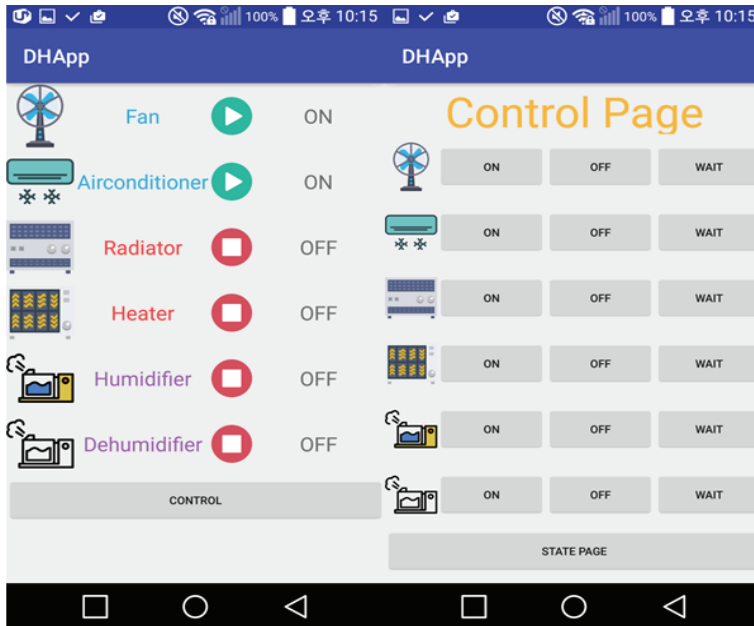 100% 오후 10:15
DHApp
Fan ON
Airconditioner ON
Radiator OFF
Heater OFF
Humidifier OFF
Dehumidifier OFF
CONTROL
100% 오후 10:15
DHApp
Control Page
ON OFF WAIT
ON OFF WAIT
ON OFF WAIT
ON OFF WAIT
ON OFF WAIT
ON OFF WAIT
STATE PAGE